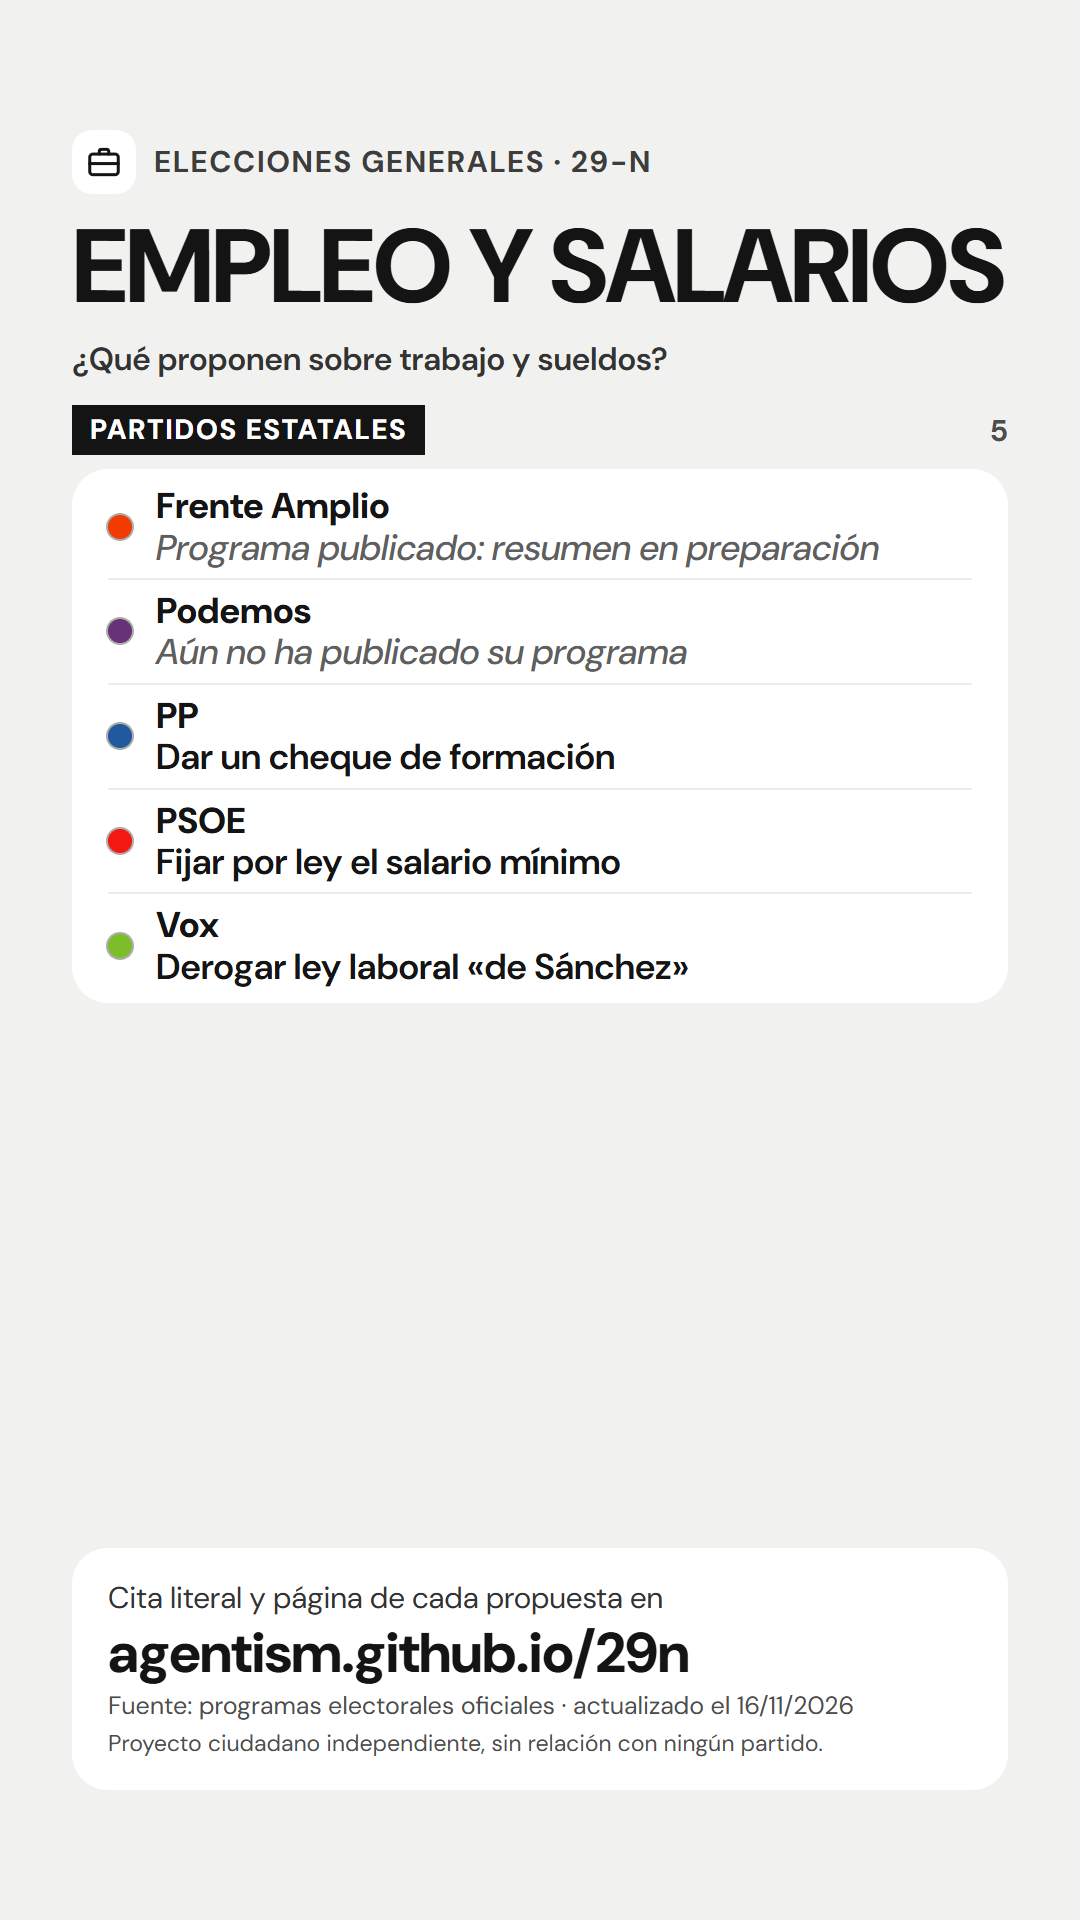 ELECCIONES GENERALES · 29-N
EMPLEO Y SALARIOS
¿Qué proponen sobre trabajo y sueldos?
PARTIDOS ESTATALES
5
Frente Amplio
Programa publicado: resumen en preparación
Podemos
Aún no ha publicado su programa
PP
Dar un cheque de formación
PSOE
Fijar por ley el salario mínimo
Vox
Derogar ley laboral «de Sánchez»
Cita literal y página de cada propuesta en
agentism.github.io/29n
Fuente: programas electorales oficiales · actualizado el 16/11/2026
Proyecto ciudadano independiente, sin relación con ningún partido.